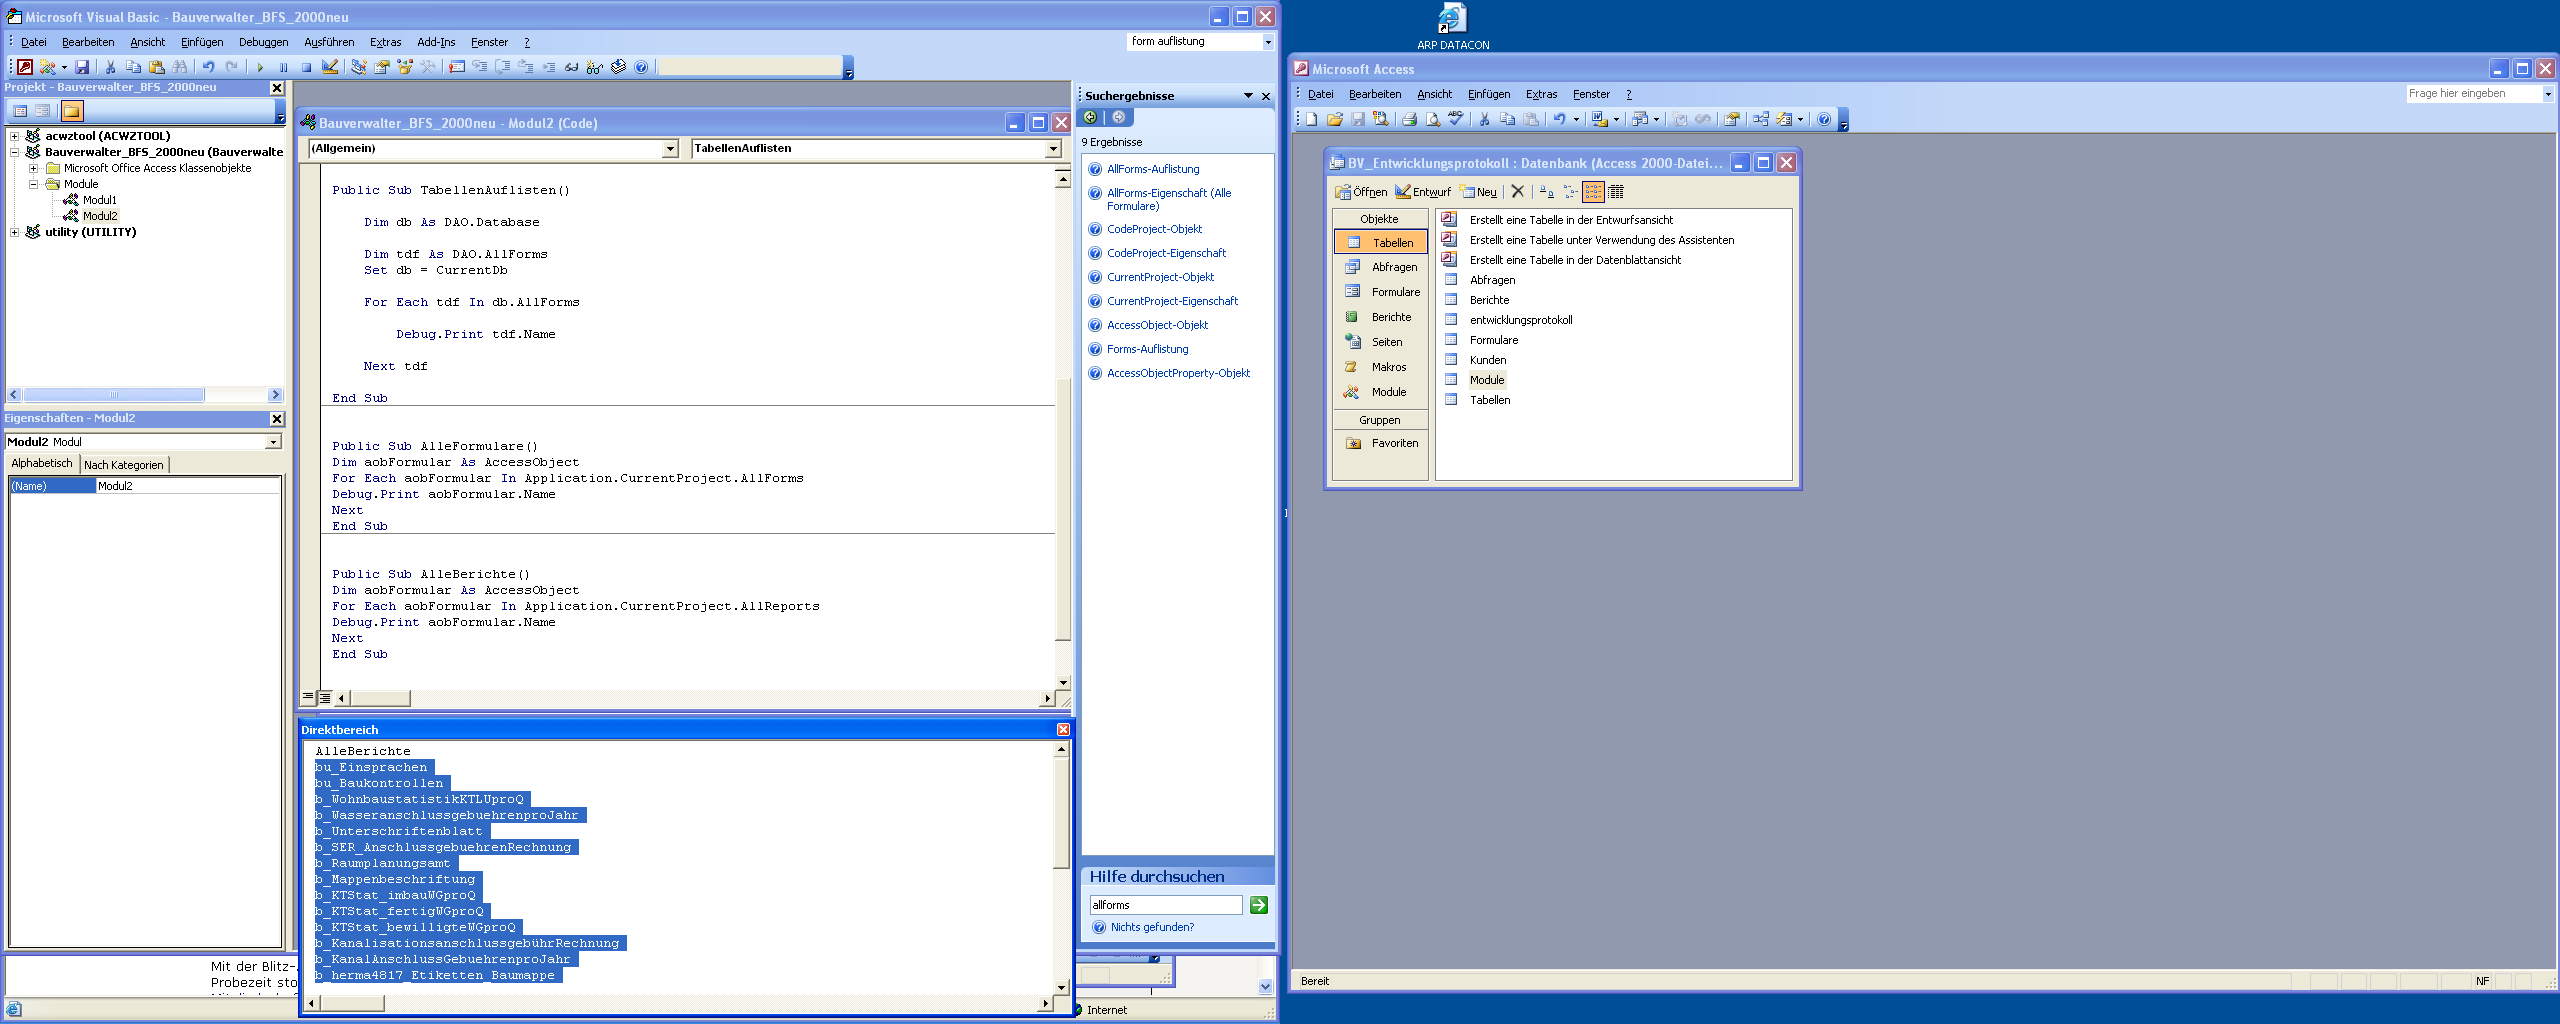 Microsoft Visual Basic - Bauverwalter_BFS_2000neu
Datei Bearbeiten Ansicht Einfügen Debuggen Ausführen Extras Add-Ins Fenster ?
form auflistung
Projekt - Bauverwalter_BFS_2000neu
acwztool (ACWZTOOL)
Bauverwalter_BFS_2000neu (Bauverwalte
Microsoft Office Access Klassenobjekte
Module
Modul1
Modul2
utility (UTILITY)
Eigenschaften - Modul2
Modul2 Modul
Alphabetisch Nach Kategorien
(Name) Modul2
Bauverwalter_BFS_2000neu - Modul2 (Code)
(Allgemein) TabellenAuflisten
Public Sub TabellenAuflisten()
Dim db As DAO.Database
Dim tdf As DAO.AllForms
Set db = CurrentDb
For Each tdf In db.AllForms
Debug.Print tdf.Name
Next tdf
End Sub
Public Sub AlleFormulare()
Dim aobFormular As AccessObject
For Each aobFormular In Application.CurrentProject.AllForms
Debug.Print aobFormular.Name
Next
End Sub
Public Sub AlleBerichte()
Dim aobFormular As AccessObject
For Each aobFormular In Application.CurrentProject.AllReports
Debug.Print aobFormular.Name
Next
End Sub
Direktbereich
AlleBerichte
bu_Einsprachen
bu_Baukontrollen
b_WohnbaustatistikKTLUproQ
b_WasseranschlussgebuehrenproJahr
b_Unterschriftenblatt
b_SER_AnschlussgebuehrenRechnung
b_Raumplanungsamt
b_Mappenbeschriftung
b_KTStat_imbauWGproQ
b_KTStat_fertigWGproQ
b_KTStat_bewilligteWGproQ
b_KanalisationsanschlussgebührRechnung
b_KanalAnschlussGebuehrenproJahr
b_herma4817_Etiketten_Baumappe
Mit der Blitz-
Probezeit sto
Suchergebnisse
9 Ergebnisse
AllForms-Auflistung
AllForms-Eigenschaft (Alle
Formulare)
CodeProject-Objekt
CodeProject-Eigenschaft
CurrentProject-Objekt
CurrentProject-Eigenschaft
AccessObject-Objekt
Forms-Auflistung
AccessObjectProperty-Objekt
Hilfe durchsuchen
allforms
Nichts gefunden?
Internet
ARP DATACON
Microsoft Access
Datei Bearbeiten Ansicht Einfügen Extras Fenster ?
Frage hier eingeben
BV_Entwicklungsprotokoll : Datenbank (Access 2000-Datei...
Öffnen Entwurf Neu
Objekte
Tabellen
Abfragen
Formulare
Berichte
Seiten
Makros
Module
Gruppen
Favoriten
Erstellt eine Tabelle in der Entwurfsansicht
Erstellt eine Tabelle unter Verwendung des Assistenten
Erstellt eine Tabelle in der Datenblattansicht
Abfragen
Berichte
entwicklungsprotokoll
Formulare
Kunden
Module
Tabellen
Bereit
NF